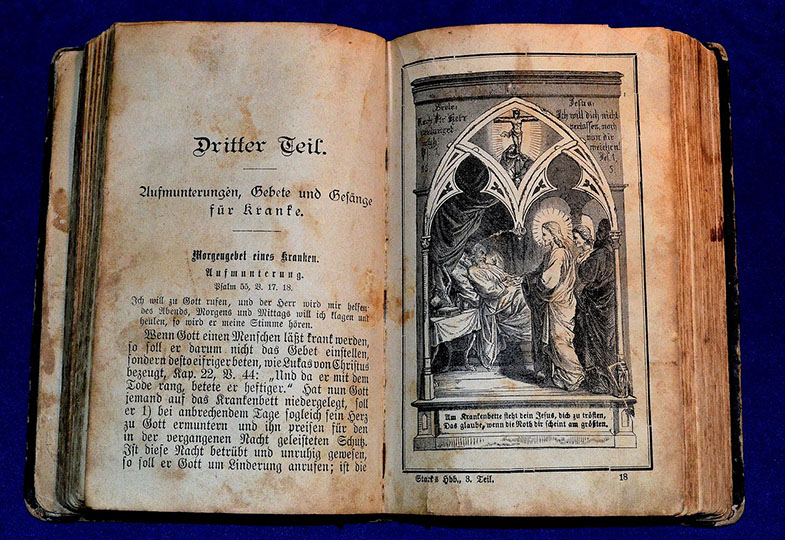 Dritter Teil.
Aufmunterungen, Gebete und Gesänge
für Kranke.
Morgengebet eines Kranken.
Aufmunterung.
Psalm 55, V. 17. 18.
Ich will zu Gott rufen, und der Herr wird mir helfen
des Abends, Morgens und Mittags will ich klagen und
heulen, so wird er meine Stimme hören.
Wenn Gott einen Menschen läßt krank werden,
so soll er darum nicht das Gebet einstellen,
sondern desto eifriger beten, wie Lukas von Christus
bezeugt, Kap. 22, V. 44: „Und da er mit dem
Tode rang, betete er heftiger.“ Hat nun Gott
jemand auf das Krankenbett niedergelegt, soll
er 1) bei anbrechendem Tage sogleich sein Herz
zu Gott ermuntern und ihn preisen für den
in der vergangenen Nacht geleisteten Schutz.
Ist diese Nacht betrübt und unruhig gewesen,
so soll er Gott um Linderung anrufen; ist die
Seele:
Herr
verlanget
Jesus:
Ich will dich nicht
verlassen, noch
von dir
weichen!
Jos. 1,
5.
Am Krankenbette steht dein Jesus, dich zu trösten,
Das glaubt, wenn die Noth dir scheint am größten.
Starks Hdb., 3. Teil.
18